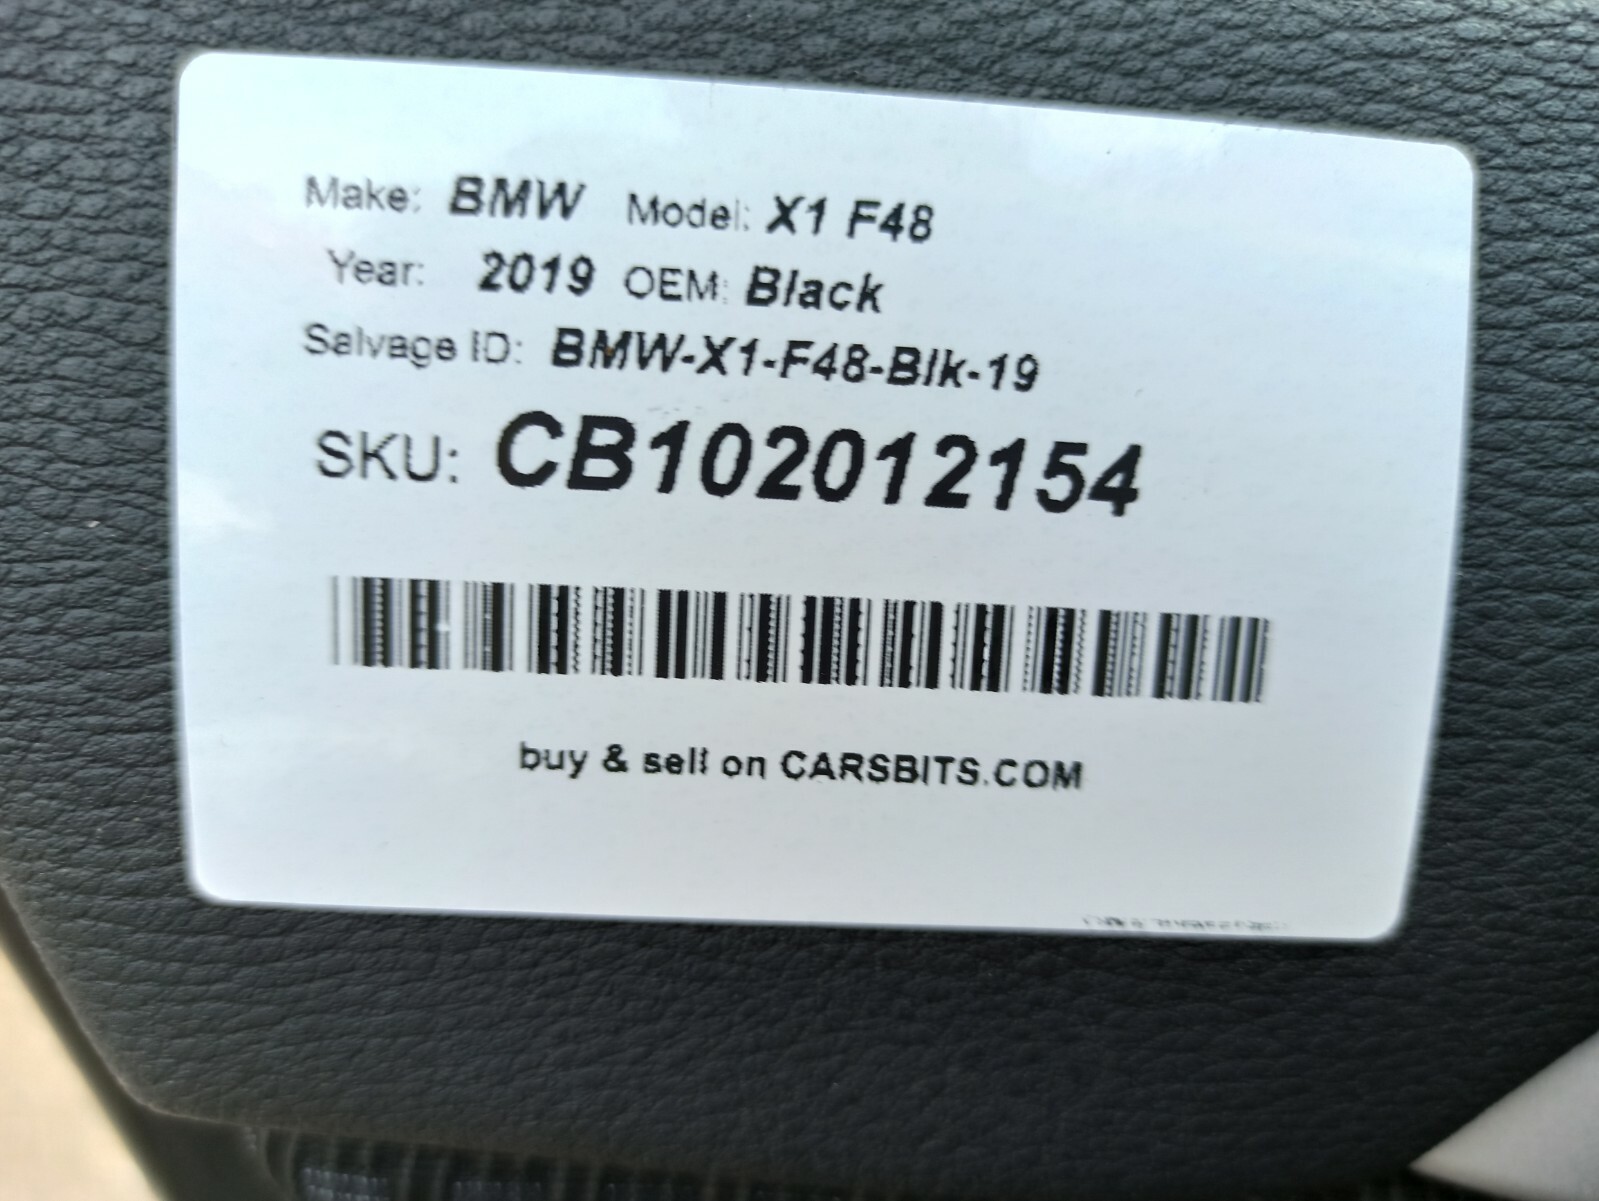 Make: BMW Model: X1 F48
Year: 2019 OEM: Black
Salvage ID: BMW-X1-F48-Blk-19
SKU: CB102012154
buy & sell on CARSBITS.COM